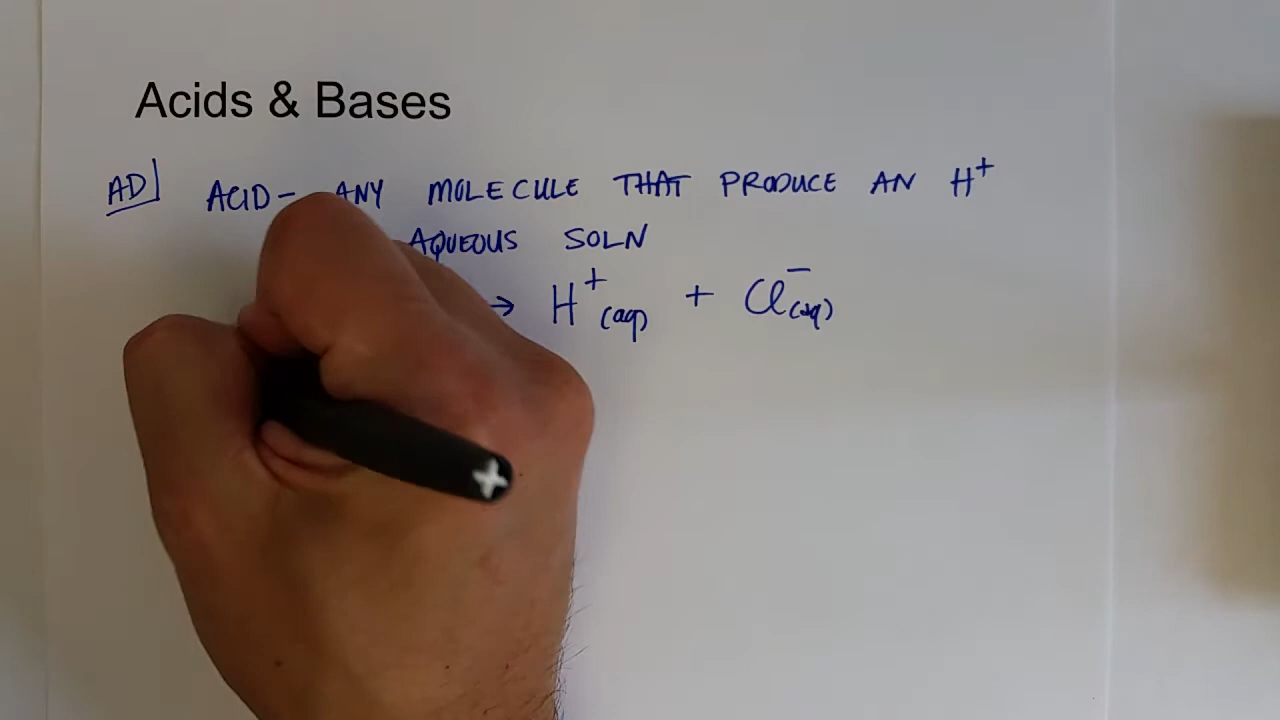 Acids & Bases
AD ACID - ANY MOLECULE THAT PRODUCE AN H⁺
AQUEOUS SOLN
→ H⁺(aq) + Cl⁻(aq)